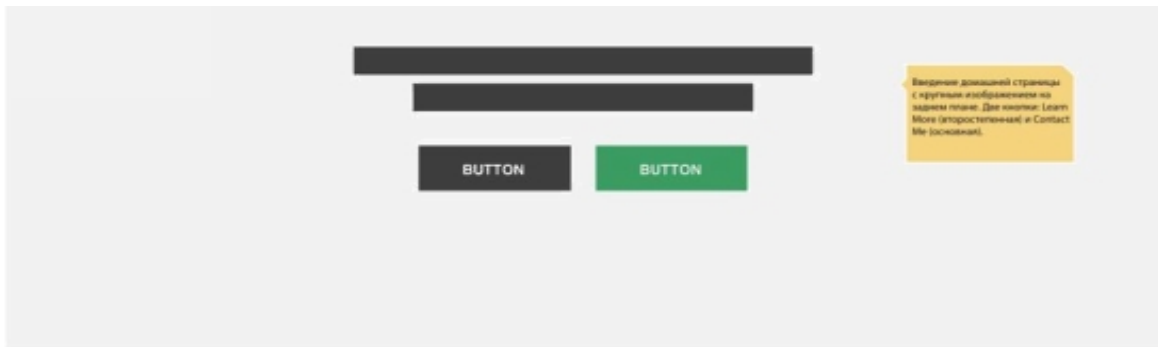 BUTTON
BUTTON
Введение домашней страницы
с крупным изображением на
заднем плане. Две кнопки: Learn
More (второстепенная) и Contact
Me (основная).